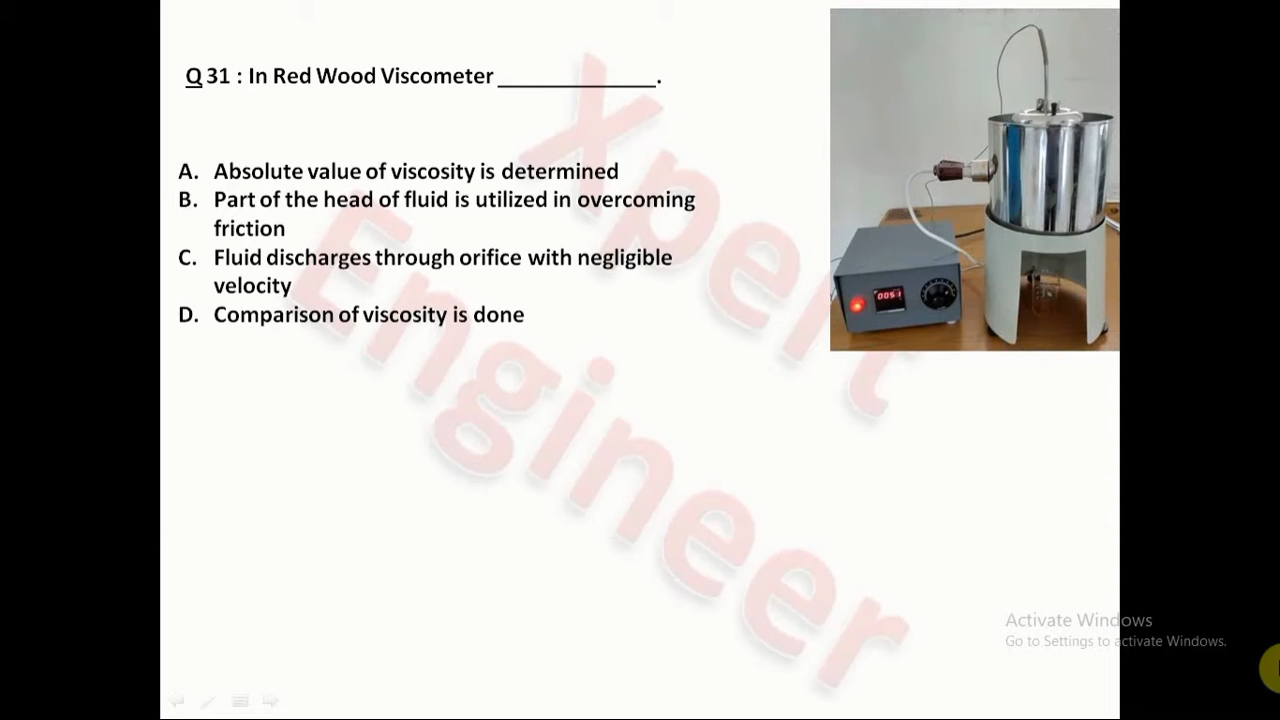 Q 31 : In Red Wood Viscometer _____________.
A. Absolute value of viscosity is determined
B. Part of the head of fluid is utilized in overcoming
friction
C. Fluid discharges through orifice with negligible
velocity
D. Comparison of viscosity is done
Xpert
Engineer
0051
Activate Windows
Go to Settings to activate Windows.